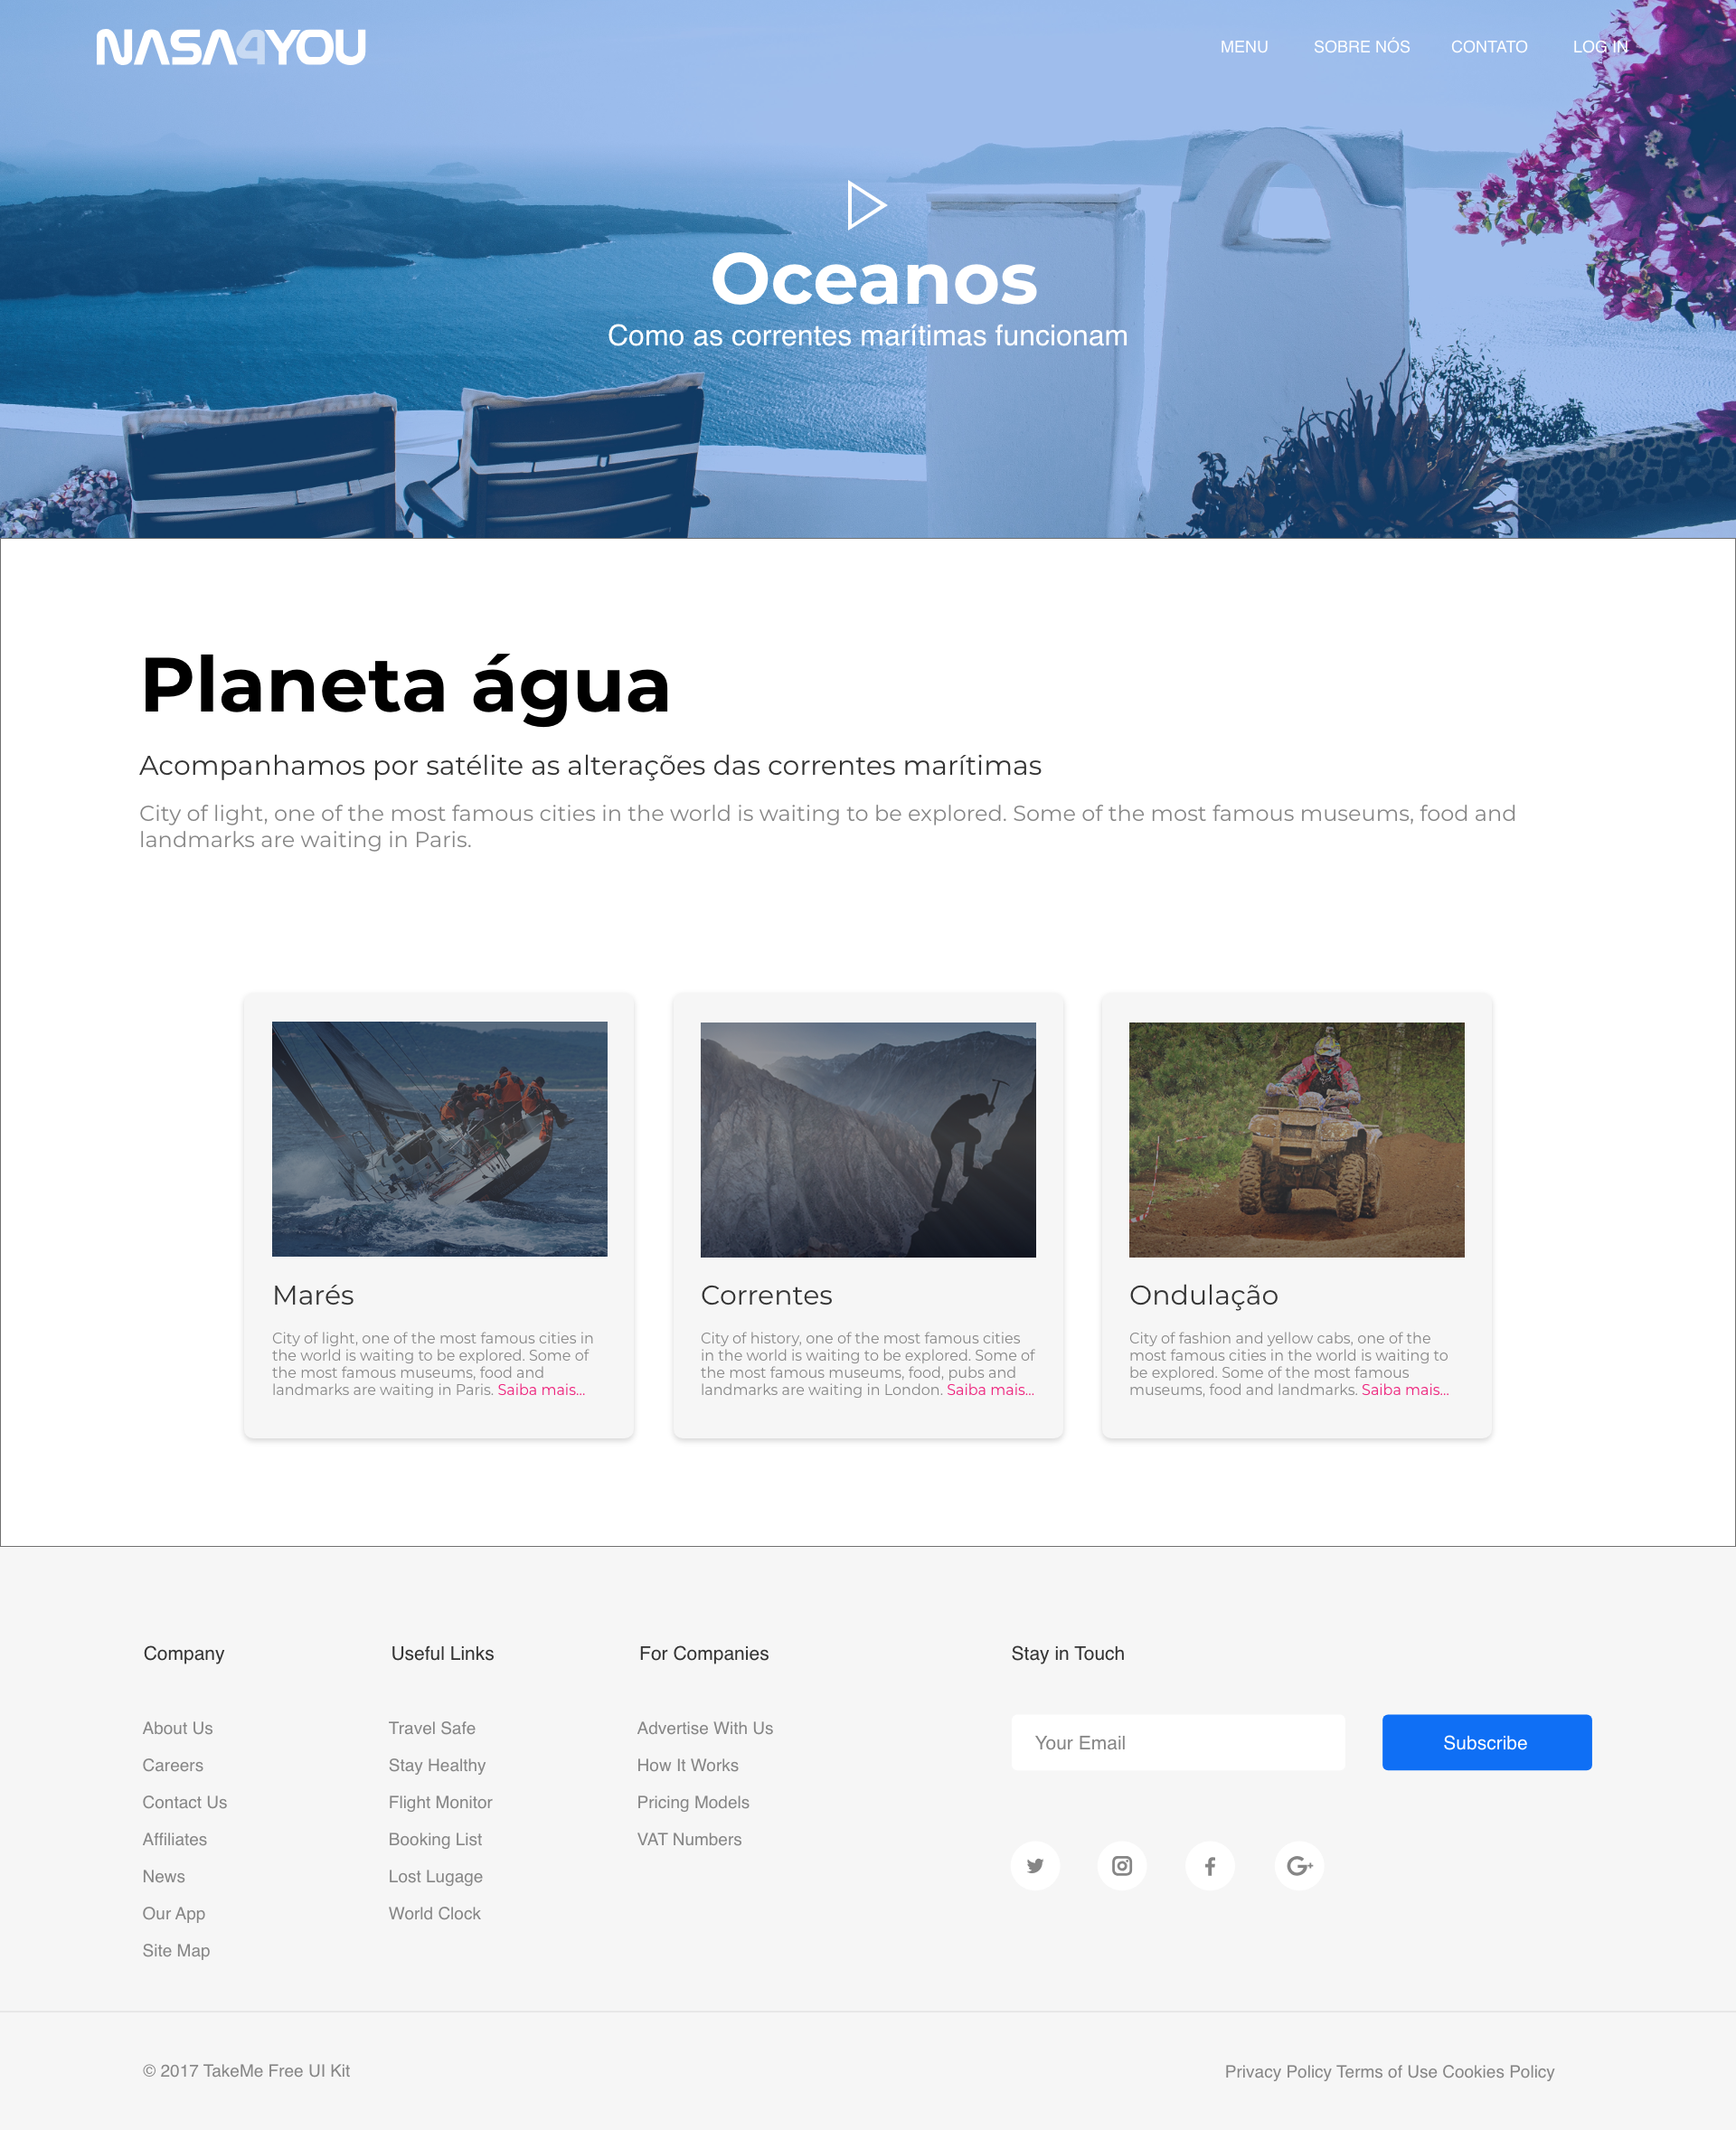 NASA4YOU
MENU SOBRE NÓS CONTATO LOG IN
Oceanos
Como as correntes marítimas funcionam
Planeta água
Acompanhamos por satélite as alterações das correntes marítimas
City of light, one of the most famous cities in the world is waiting to be explored. Some of the most famous museums, food and
landmarks are waiting in Paris.
Marés
City of light, one of the most famous cities in
the world is waiting to be explored. Some of
the most famous museums, food and
landmarks are waiting in Paris. Saiba mais...
Correntes
City of history, one of the most famous cities
in the world is waiting to be explored. Some of
the most famous museums, food, pubs and
landmarks are waiting in London. Saiba mais...
Ondulação
City of fashion and yellow cabs, one of the
most famous cities in the world is waiting to
be explored. Some of the most famous
museums, food and landmarks. Saiba mais...
Company
About Us
Careers
Contact Us
Affiliates
News
Our App
Site Map
Useful Links
Travel Safe
Stay Healthy
Flight Monitor
Booking List
Lost Lugage
World Clock
For Companies
Advertise With Us
How It Works
Pricing Models
VAT Numbers
Stay in Touch
Your Email
Subscribe
© 2017 TakeMe Free UI Kit
Privacy Policy Terms of Use Cookies Policy